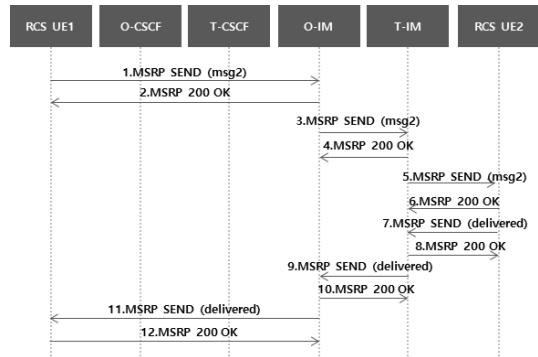 RCS UE1 O-CSCF T-CSCF O-IM T-IM RCS UE2
1.MSRP SEND (msg2)
2.MSRP 200 OK
3.MSRP SEND (msg2)
4.MSRP 200 OK
5.MSRP SEND (msg2)
6.MSRP 200 OK
7.MSRP SEND (delivered)
8.MSRP 200 OK
9.MSRP SEND (delivered)
10.MSRP 200 OK
11.MSRP SEND (delivered)
12.MSRP 200 OK